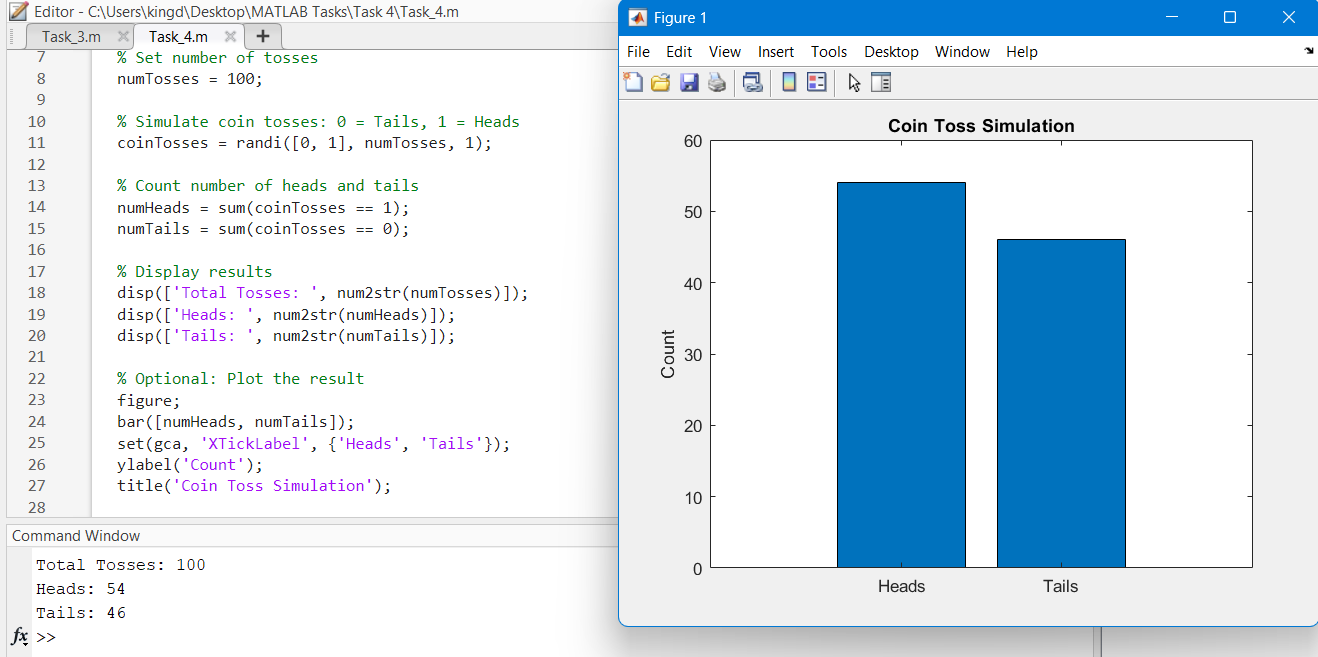 Editor - C:\Users\kingd\Desktop\MATLAB Tasks\Task 4\Task_4.m
Task_3.m Task_4.m
7 % Set number of tosses
8 numTosses = 100;
9
10 % Simulate coin tosses: 0 = Tails, 1 = Heads
11 coinTosses = randi([0, 1], numTosses, 1);
12
13 % Count number of heads and tails
14 numHeads = sum(coinTosses == 1);
15 numTails = sum(coinTosses == 0);
16
17 % Display results
18 disp(['Total Tosses: ', num2str(numTosses)]);
19 disp(['Heads: ', num2str(numHeads)]);
20 disp(['Tails: ', num2str(numTails)]);
21
22 % Optional: Plot the result
23 figure;
24 bar([numHeads, numTails]);
25 set(gca, 'XTickLabel', {'Heads', 'Tails'});
26 ylabel('Count');
27 title('Coin Toss Simulation');
28
Command Window
Total Tosses: 100
Heads: 54
Tails: 46
fx >>
Figure 1
File Edit View Insert Tools Desktop Window Help
Coin Toss Simulation
60
50
40
30
20
10
0
Count
Heads Tails